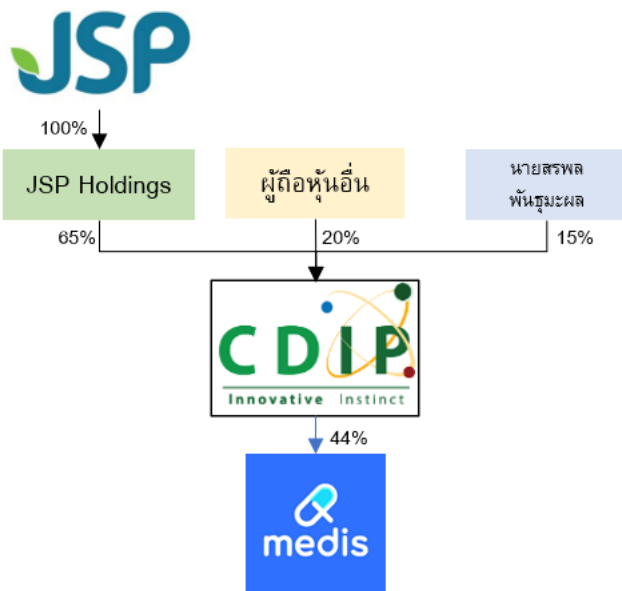 JSP
100%
JSP Holdings
ผู้ถือหุ้นอื่น
นายสรพล
พันธุมะผล
65%
20%
15%
CDIP
Innovative Instinct
44%
medis